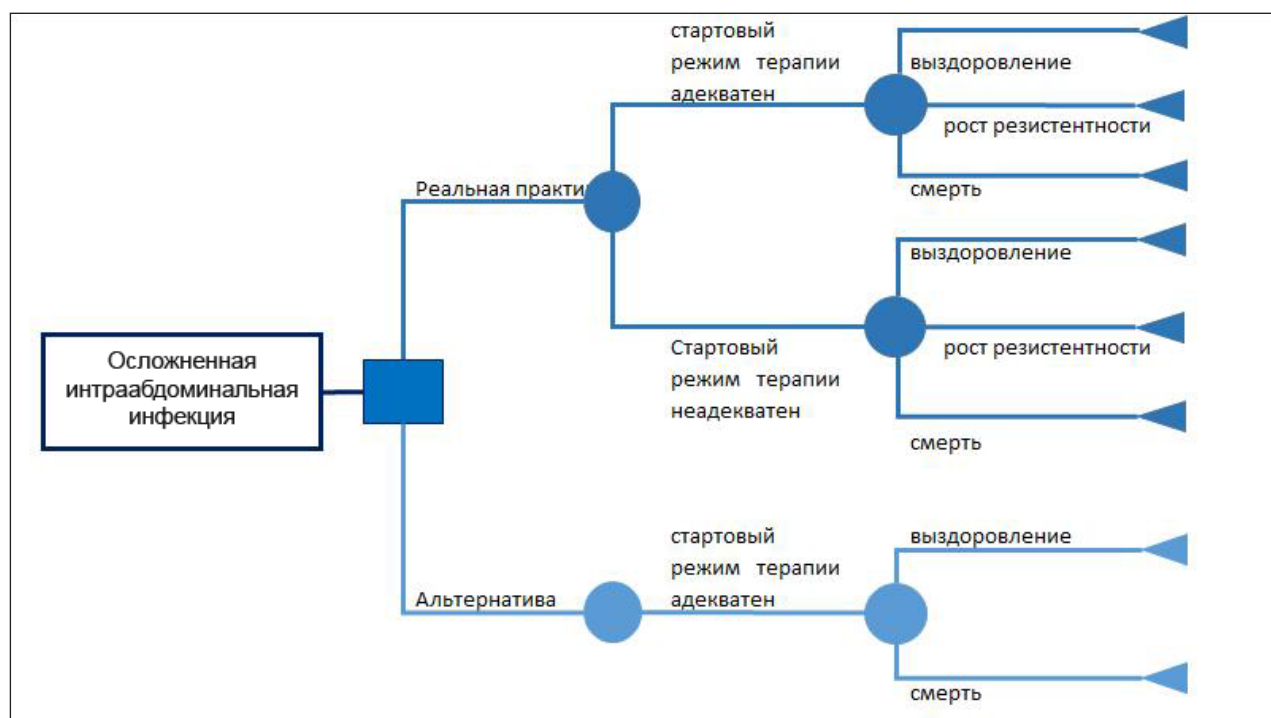 Осложненная
интраабдоминальная
инфекция
Реальная практи
стартовый
режим терапии
адекватен
выздоровление
рост резистентности
смерть
Стартовый
режим терапии
неадекватен
выздоровление
рост резистентности
смерть
Альтернатива
стартовый
режим терапии
адекватен
выздоровление
смерть